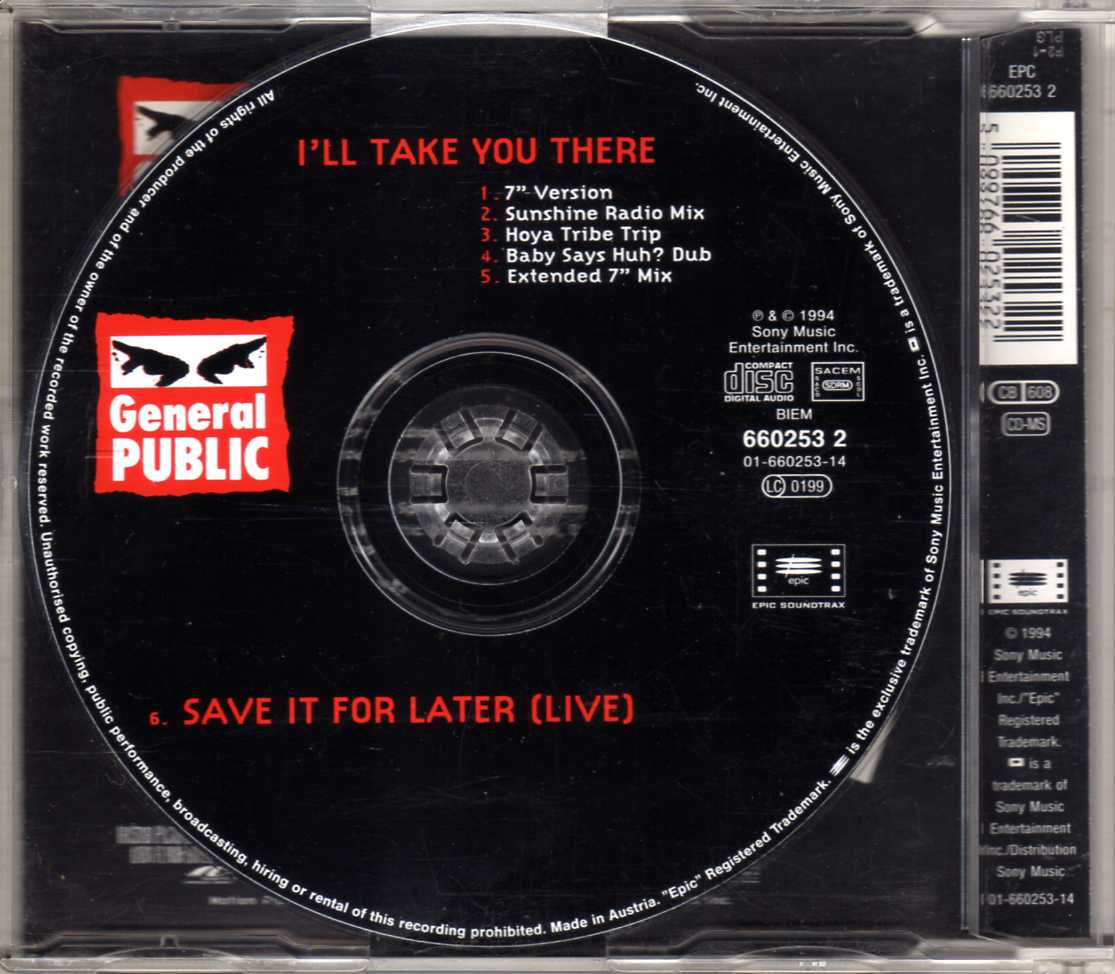 I'LL TAKE YOU THERE
1. 7" Version
2. Sunshine Radio Mix
3. Hoya Tribe Trip
4. Baby Says Huh? Dub
5. Extended 7" Mix
General
PUBLIC
℗ & © 1994
Sony Music
Entertainment Inc.
COMPACT
disc
DIGITAL AUDIO
SACEM
SDRM
BIEM
660253 2
01-660253-14
LC 0199
epic
EPIC SOUNDTRAX
6. SAVE IT FOR LATER (LIVE)
All rights of the producer and of the owner of the recorded work reserved. Unauthorised copying, public performance, broadcasting, hiring or rental of this recording prohibited. Made in Austria. "Epic" Registered Trademark. is the exclusive trademark of Sony Music Entertainment Inc. is a trademark of Sony Music Entertainment Inc.
P2-1
PLG
EPC
660253 2
5 099766 025322
CB 608
CD-MS
epic
EPIC SOUNDTRAX
© 1994
Sony Music
Entertainment
Inc./"Epic"
Registered
Trademark.
is a
trademark of
Sony Music
Entertainment
Inc./Distribution
Sony Music
01-660253-14